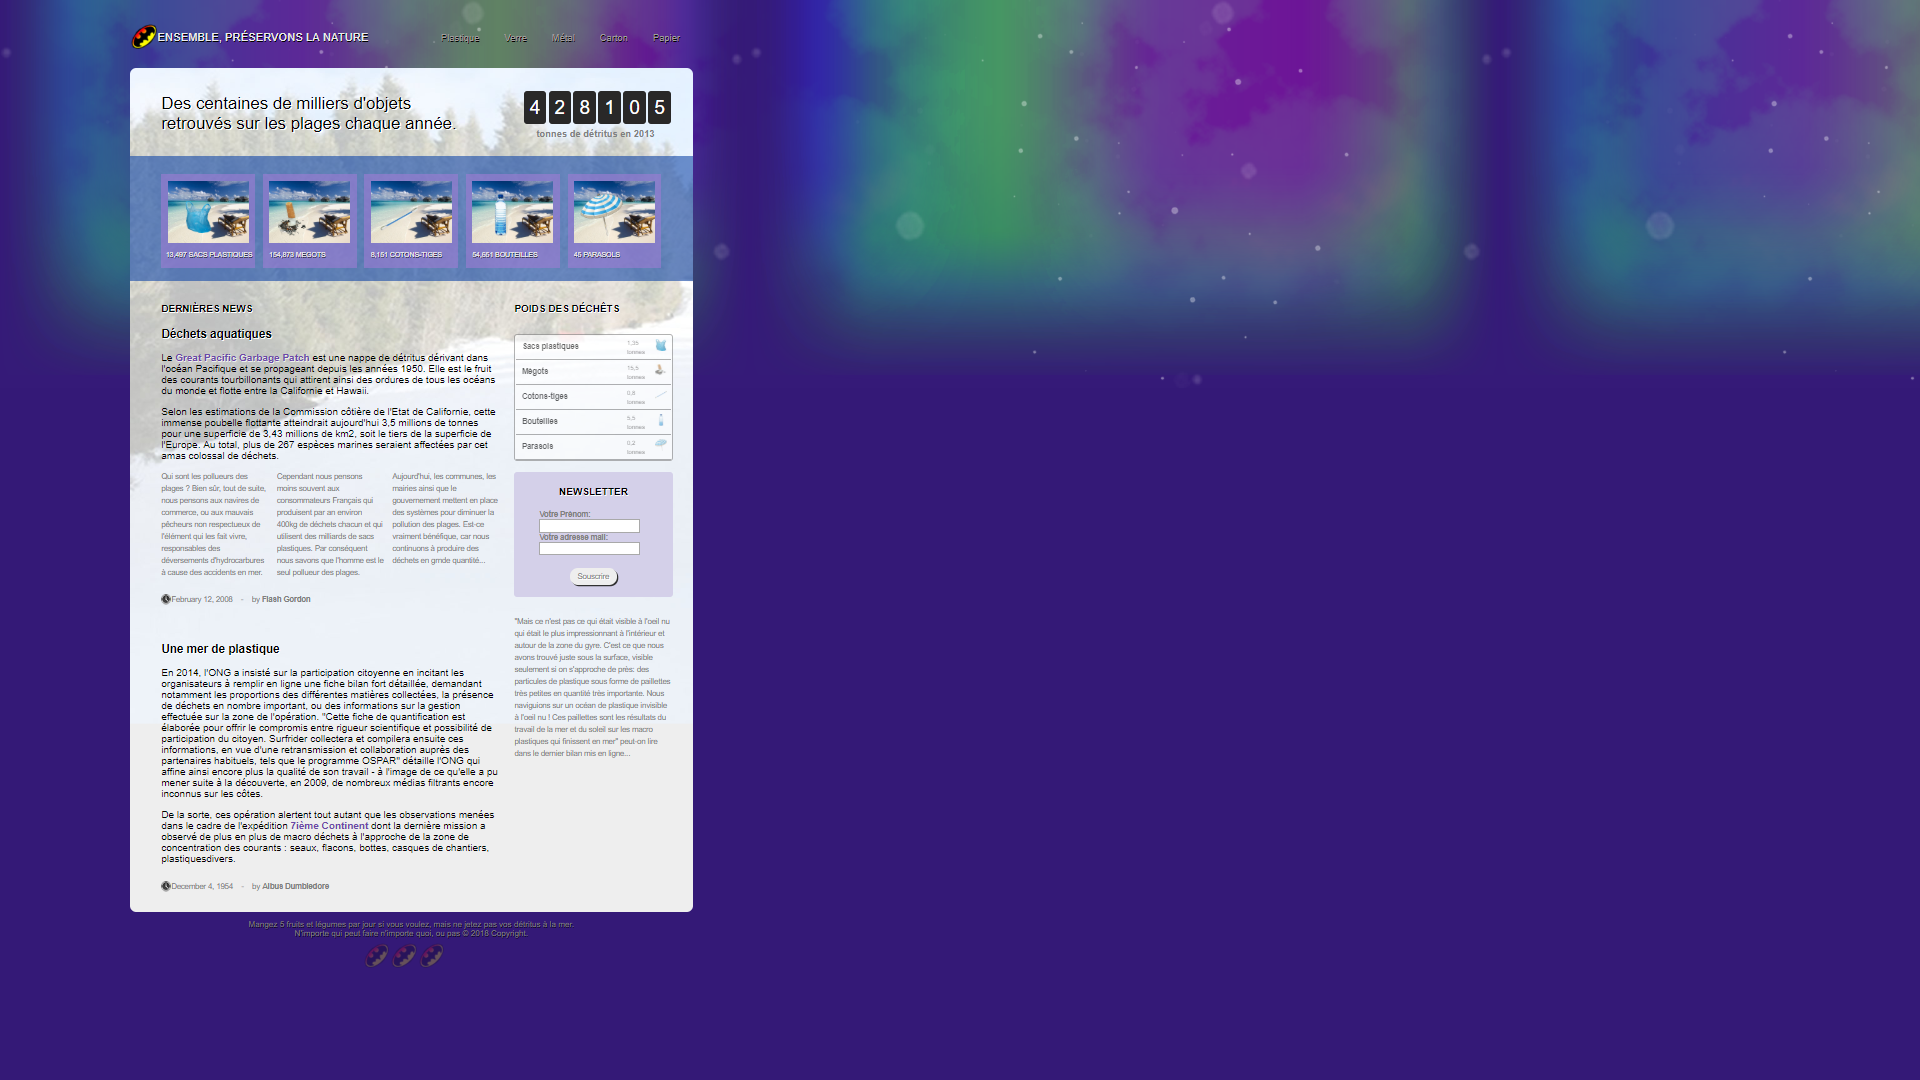 ENSEMBLE, PRÉSERVONS LA NATURE
Plastique Verre Métal Carton Papier
Des centaines de milliers d'objets
retrouvés sur les plages chaque année.
4 2 8 1 0 5
tonnes de détritus en 2013
13,497 SACS PLASTIQUES 154,873 MEGOTS 8,151 COTONS-TIGES 54,651 BOUTEILLES 45 PARASOLS
DERNIÈRES NEWS
Déchets aquatiques
Le Great Pacific Garbage Patch est une nappe de détritus dérivant dans
l'océan Pacifique et se propageant depuis les années 1950. Elle est le fruit
des courants tourbillonants qui attirent ainsi des ordures de tous les océans
du monde et flotte entre la Californie et Hawaii.
Selon les estimations de la Commission côtière de l'Etat de Californie, cette
immense poubelle flottante atteindrait aujourd'hui 3,5 millions de tonnes
pour une superficie de 3,43 millions de km2, soit le tiers de la superficie de
l'Europe. Au total, plus de 267 espèces marines seraient affectées par cet
amas colossal de déchets.
Qui sont les pollueurs des
plages ? Bien sûr, tout de suite,
nous pensons aux navires de
commerce, ou aux mauvais
pêcheurs non respectueux de
l'élément qui les fait vivre,
responsables des
déversements d'hydrocarbures
à cause des accidents en mer.
Cependant nous pensons
moins souvent aux
consommateurs Français qui
produisent par an environ
400kg de déchets chacun et qui
utilisent des milliards de sacs
plastiques. Par conséquent
nous savons que l'homme est le
seul pollueur des plages.
Aujourd'hui, les communes, les
mairies ainsi que le
gouvernement mettent en place
des systèmes pour diminuer la
pollution des plages. Est-ce
vraiment bénéfique, car nous
continuons à produire des
déchets en grnde quantité...
February 12, 2008 - by Flash Gordon
Une mer de plastique
En 2014, l'ONG a insisté sur la participation citoyenne en incitant les
organisateurs à remplir en ligne une fiche bilan fort détaillée, demandant
notamment les proportions des différentes matières collectées, la présence
de déchets en nombre important, ou des informations sur la gestion
effectuée sur la zone de l'opération. "Cette fiche de quantification est
élaborée pour offrir le compromis entre rigueur scientifique et possibilité de
participation du citoyen. Surfrider collectera et compilera ensuite ces
informations, en vue d'une retransmission et collaboration auprès des
partenaires habituels, tels que le programme OSPAR" détaille l'ONG qui
affine ainsi encore plus la qualité de son travail - à l'image de ce qu'elle a pu
mener suite à la découverte, en 2009, de nombreux médias filtrants encore
inconnus sur les côtes.
De la sorte, ces opération alertent tout autant que les observations menées
dans le cadre de l'expédition 7ième Continent dont la dernière mission a
observé de plus en plus de macro déchets à l'approche de la zone de
concentration des courants : seaux, flacons, bottes, casques de chantiers,
plastiquesdivers.
December 4, 1954 - by Albus Dumbledore
POIDS DES DÉCHÊTS
Sacs plastiques 1,35 tonnes
Mégots 15,5 tonnes
Cotons-tiges 0,8 tonnes
Bouteilles 5,5 tonnes
Parasols 0,2 tonnes
NEWSLETTER
Votre Prénom:
Votre adresse mail:
Souscrire
"Mais ce n'est pas ce qui était visible à l'oeil nu
qui était le plus impressionnant à l'intérieur et
autour de la zone du gyre. C'est ce que nous
avons trouvé juste sous la surface, visible
seulement si on s'approche de près: des
particules de plastique sous forme de paillettes
très petites en quantité très importante. Nous
naviguions sur un océan de plastique invisible
à l'oeil nu ! Ces paillettes sont les résultats du
travail de la mer et du soleil sur les macro
plastiques qui finissent en mer" peut-on lire
dans le dernier bilan mis en ligne...
Mangez 5 fruits et légumes par jour si vous voulez, mais ne jetez pas vos détritus à la mer.
N'importe qui peut faire n'importe quoi, ou pas © 2018 Copyright.